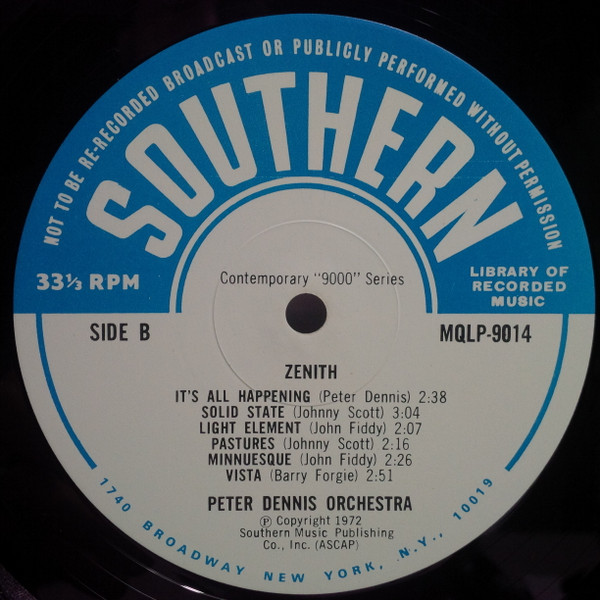 NOT TO BE RE-RECORDED BROADCAST OR PUBLICLY PERFORMED WITHOUT PERMISSION
SOUTHERN
33⅓ RPM
LIBRARY OF
RECORDED
MUSIC
Contemporary "9000" Series
SIDE B
MQLP-9014
ZENITH
IT'S ALL HAPPENING (Peter Dennis) 2:38
SOLID STATE (Johnny Scott) 3:04
LIGHT ELEMENT (John Fiddy) 2:07
PASTURES (Johnny Scott) 2:16
MINNUESQUE (John Fiddy) 2:26
VISTA (Barry Forgie) 2:51
PETER DENNIS ORCHESTRA
Ⓟ Copyright 1972
Southern Music Publishing
Co., Inc. (ASCAP)
1740 BROADWAY NEW YORK, N.Y., 10019